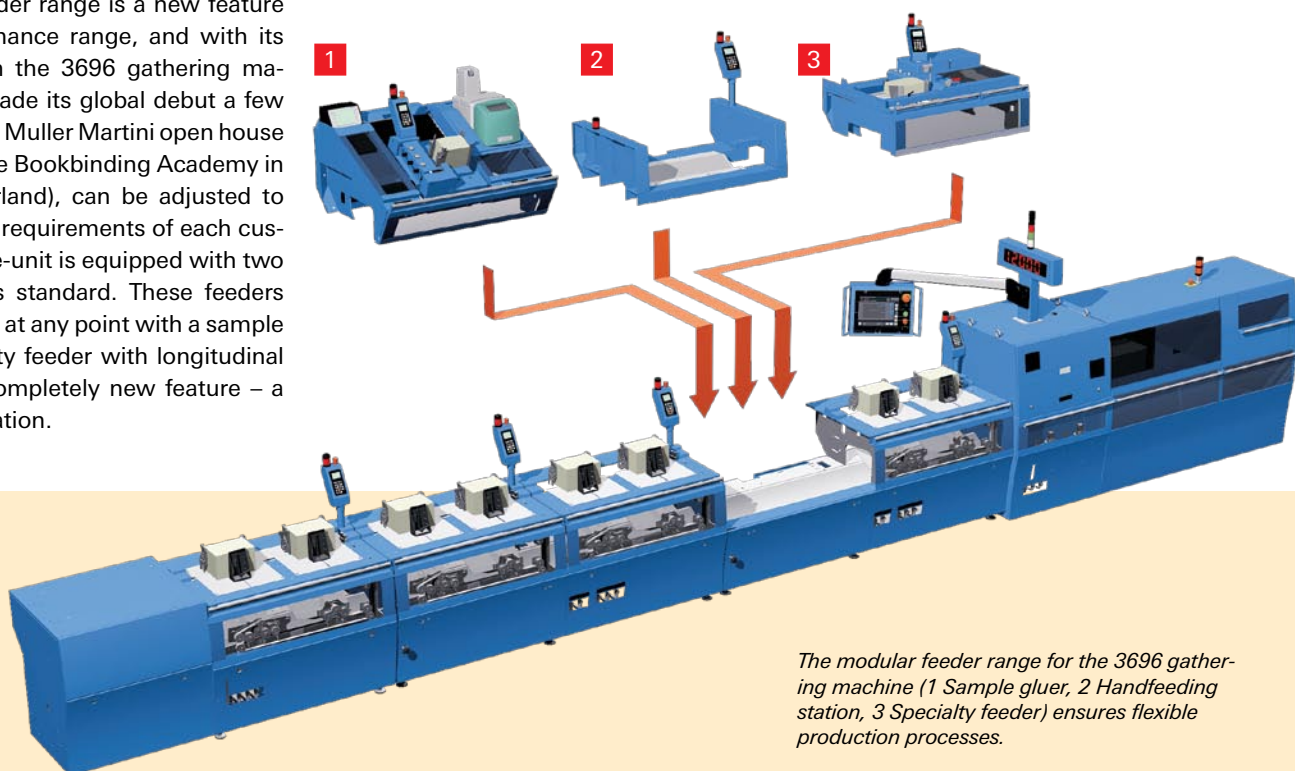 der range is a new feature
mance range, and with its
n the 3696 gathering ma-
ade its global debut a few
Muller Martini open house
e Bookbinding Academy in
rland), can be adjusted to
requirements of each cus-
e-unit is equipped with two
s standard. These feeders
at any point with a sample
ty feeder with longitudinal
ompletely new feature – a
ation.
1
2
3
The modular feeder range for the 3696 gather-
ing machine (1 Sample gluer, 2 Handfeeding
station, 3 Specialty feeder) ensures flexible
production processes.